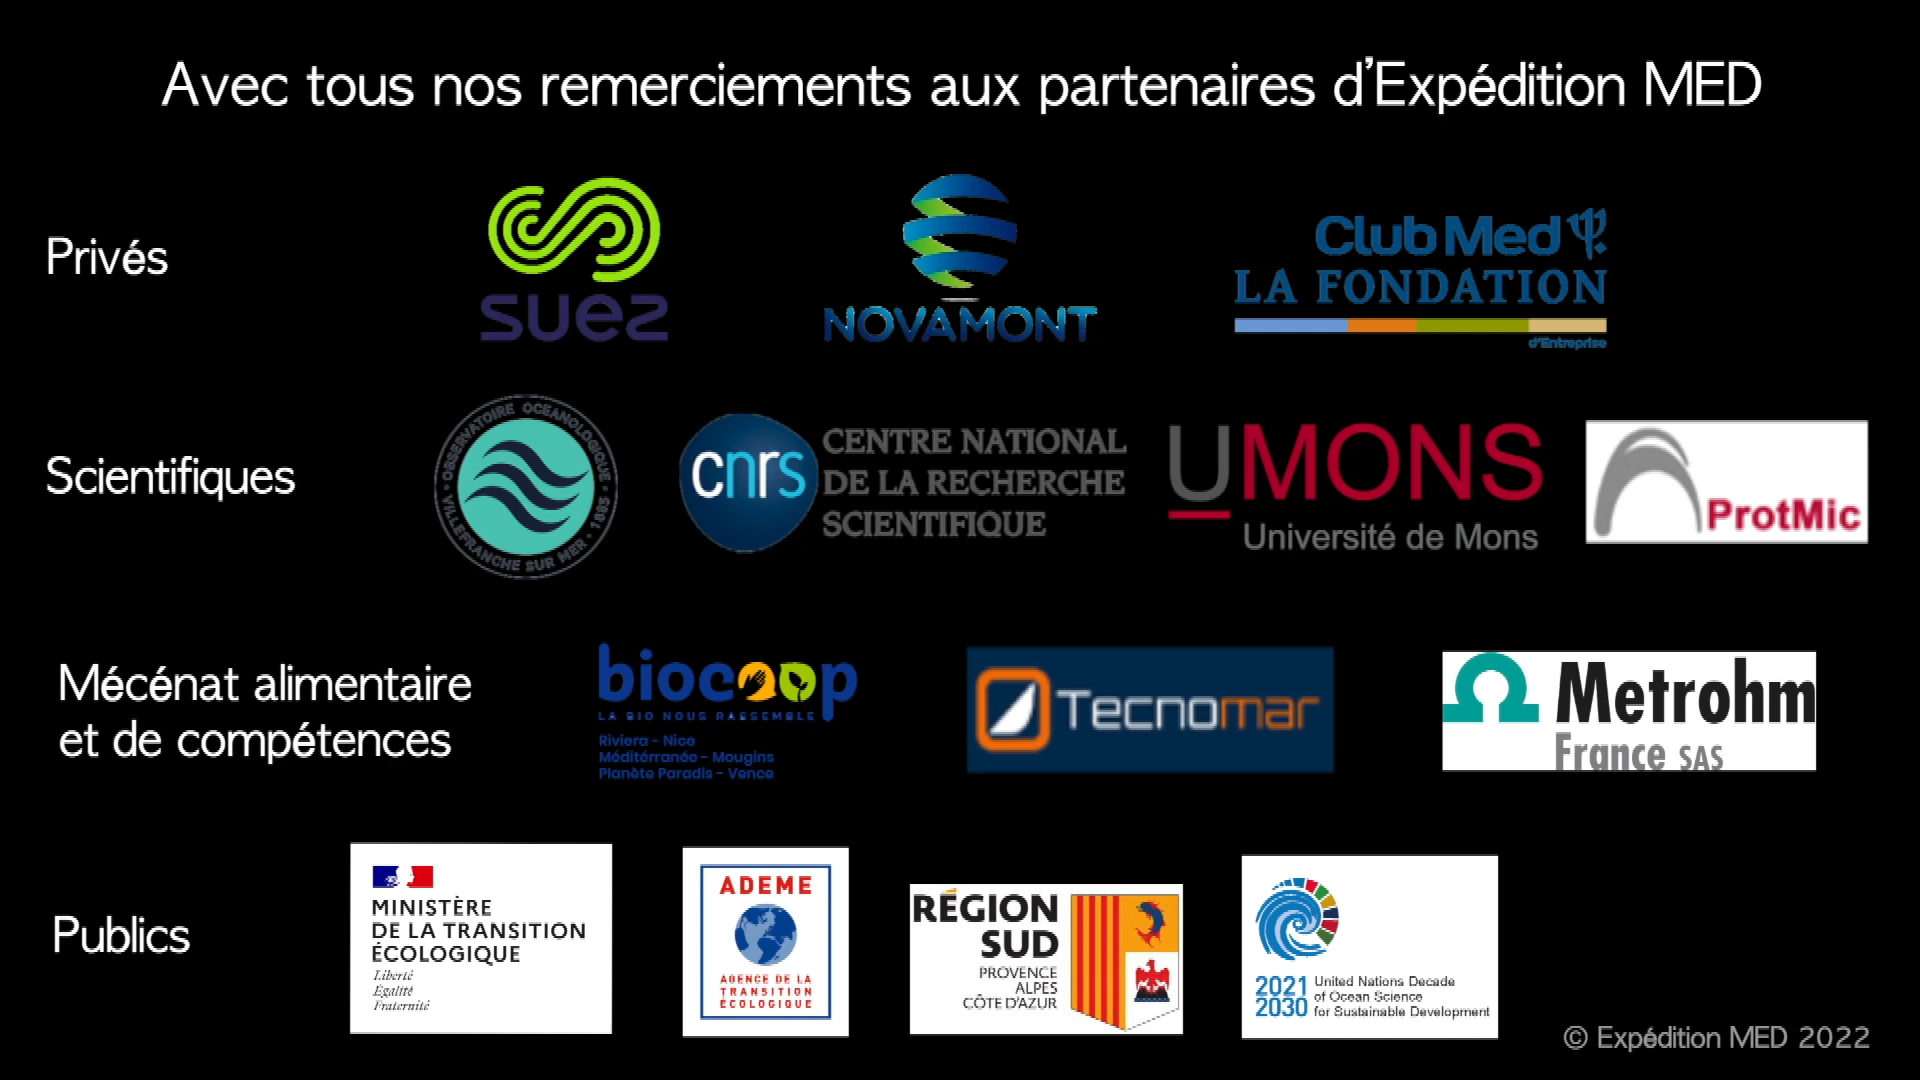 Avec tous nos remerciements aux partenaires d'Expédition MED
Privés
suez
NOVAMONT
Club Med
LA FONDATION
d'Entreprise
Scientifiques
OBSERVATOIRE OCEANOLOGIQUE
VILLEFRANCHE SUR MER - 1885
cnrs
CENTRE NATIONAL
DE LA RECHERCHE
SCIENTIFIQUE
UMONS
Université de Mons
ProtMic
Mécénat alimentaire
et de compétences
biocoop
LA BIO NOUS RASSEMBLE
Riviera - Nice
Méditérranée - Mougins
Planète Paradis - Vence
Tecnomar
Metrohm
France SAS
Publics
MINISTÈRE
DE LA TRANSITION
ÉCOLOGIQUE
Liberté
Égalité
Fraternité
ADEME
AGENCE DE LA
TRANSITION
ÉCOLOGIQUE
RÉGION
SUD
PROVENCE
ALPES
CÔTE D'AZUR
2021
2030
United Nations Decade
of Ocean Science
for Sustainable Development
© Expédition MED 2022